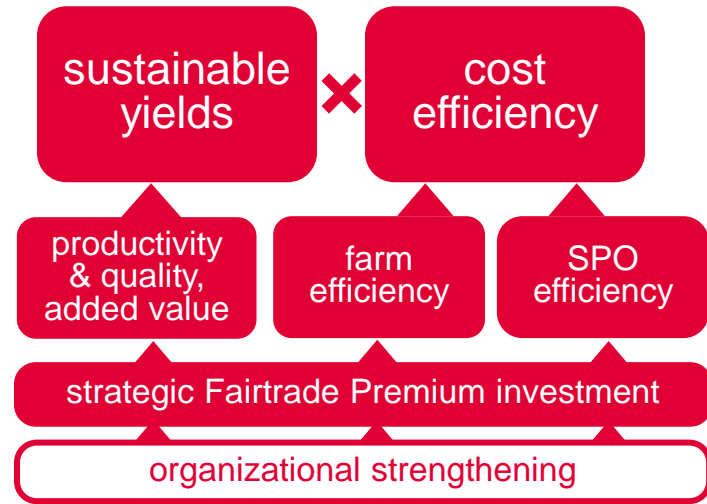 sustainable
yields
×
cost
efficiency
productivity
& quality,
added value
farm
efficiency
SPO
efficiency
strategic Fairtrade Premium investment
organizational strengthening